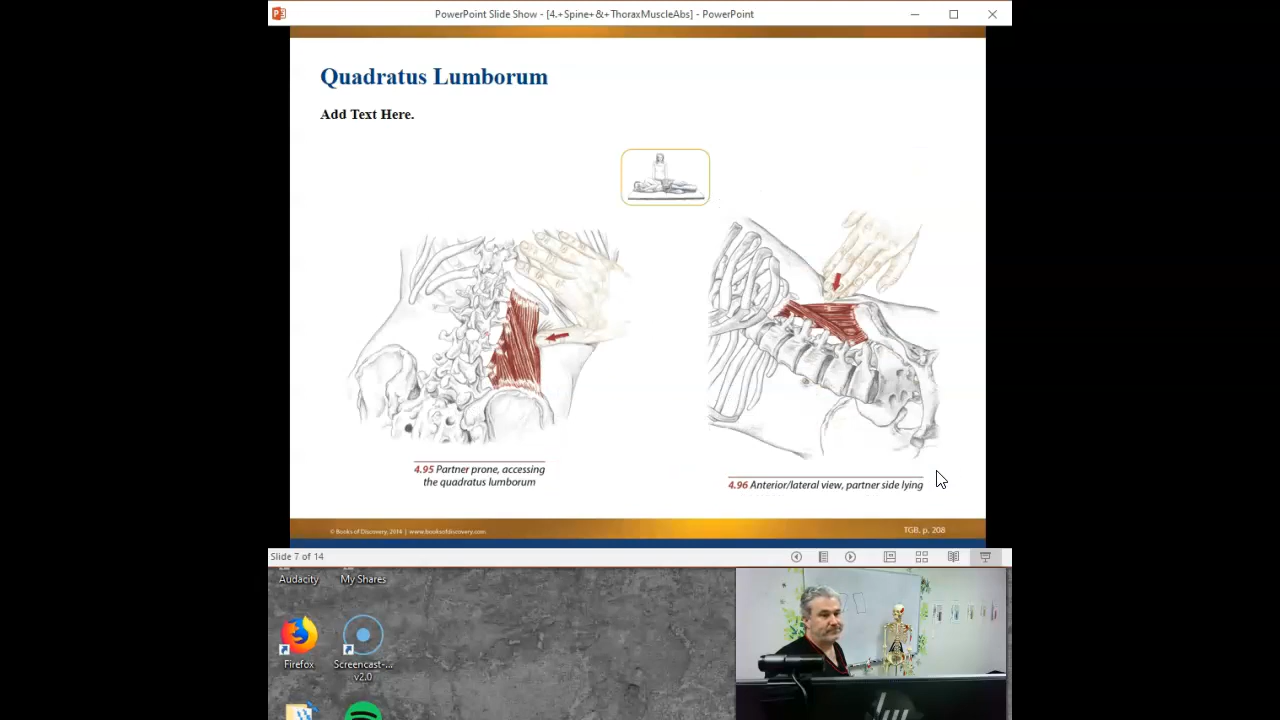 PowerPoint Slide Show - [4.+Spine+&+ThoraxMuscleAbs] - PowerPoint
Quadratus Lumborum
Add Text Here.
4.95 Partner prone, accessing
the quadratus lumborum
4.96 Anterior/lateral view, partner side lying
© Books of Discovery, 2014 | www.booksofdiscovery.com
TGB. p. 208
Slide 7 of 14
Audacity
My Shares
Firefox
Screencast-...
v2.0
hp